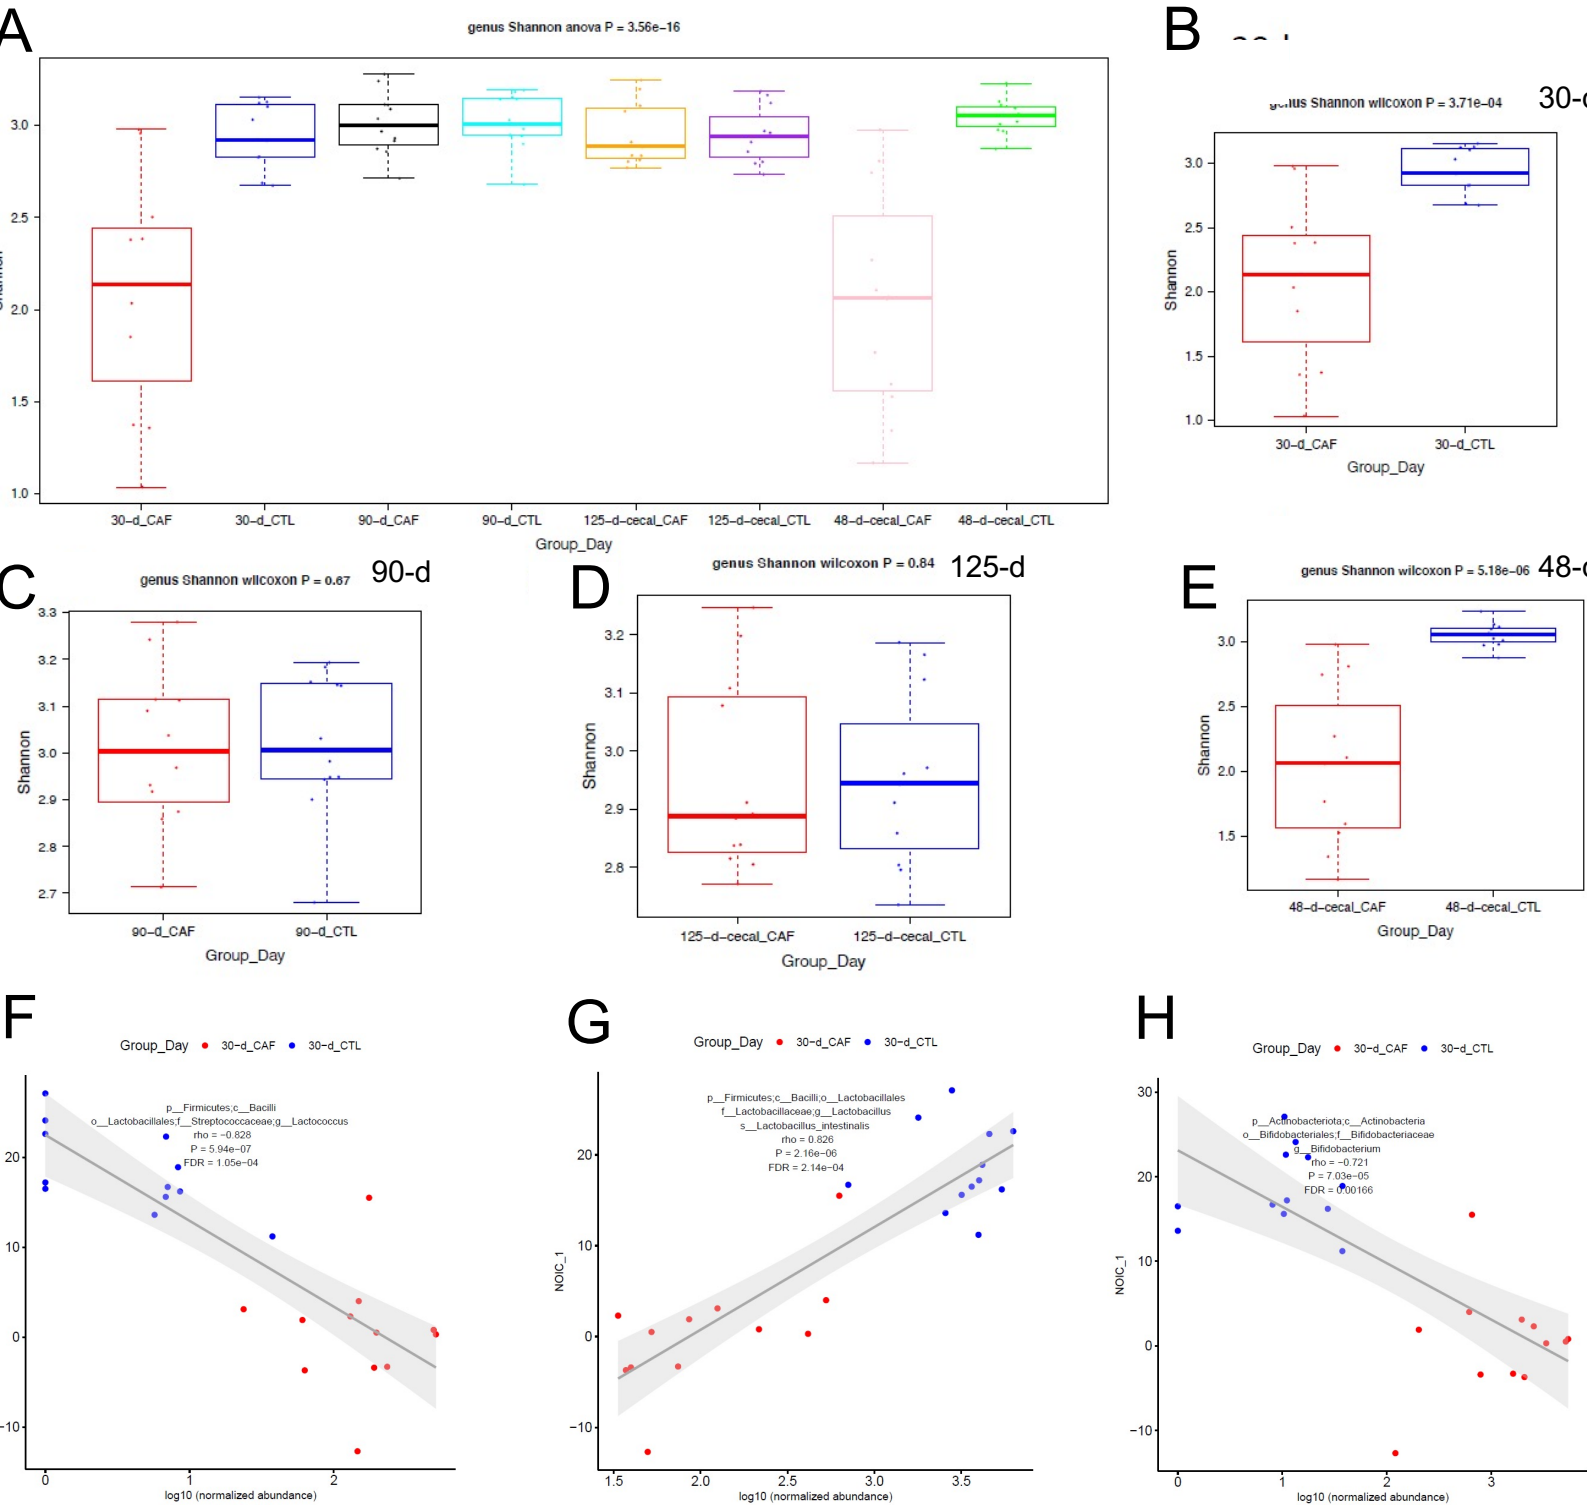 A
genus Shannon anova P = 3.56e−16
3.0
2.5
2.0
1.5
1.0
30−d_CAF
30−d_CTL
90−d_CAF
90−d_CTL
125−d−cecal_CAF
125−d−cecal_CTL
48−d−cecal_CAF
48−d−cecal_CTL
Group_Day
B
genus Shannon wilcoxon P = 3.71e−04
Shannon
3.0
2.5
2.0
1.5
1.0
30−d_CAF
30−d_CTL
Group_Day
C
genus Shannon wilcoxon P = 0.67
90-d
Shannon
3.3
3.2
3.1
3.0
2.9
2.8
2.7
90−d_CAF
90−d_CTL
Group_Day
D
genus Shannon wilcoxon P = 0.84
125-d
Shannon
3.2
3.1
3.0
2.9
2.8
125−d−cecal_CAF
125−d−cecal_CTL
Group_Day
E
genus Shannon wilcoxon P = 5.18e−06
Shannon
3.0
2.5
2.0
1.5
48−d−cecal_CAF
48−d−cecal_CTL
Group_Day
F
Group_Day 30−d_CAF 30−d_CTL
p__Firmicutes;c__Bacilli
o__Lactobacillales;f__Streptococcaceae;g__Lactococcus
rho = −0.828
P = 5.94e−07
FDR = 1.05e−04
20
10
0
−10
0
1
2
log10 (normalized abundance)
G
Group_Day 30−d_CAF 30−d_CTL
p__Firmicutes;c__Bacilli;o__Lactobacillales
f__Lactobacillaceae;g__Lactobacillus
s__Lactobacillus_intestinalis
rho = 0.826
P = 2.16e−06
FDR = 2.14e−04
NOIC_1
20
10
0
−10
1.5
2.0
2.5
3.0
3.5
log10 (normalized abundance)
H
Group_Day 30−d_CAF 30−d_CTL
p__Actinobacteriota;c__Actinobacteria
o__Bifidobacteriales;f__Bifidobacteriaceae
g__Bifidobacterium
rho = −0.721
P = 7.03e−05
FDR = 0.00166
NOIC_1
30
20
10
0
−10
0
1
2
3
log10 (normalized abundance)